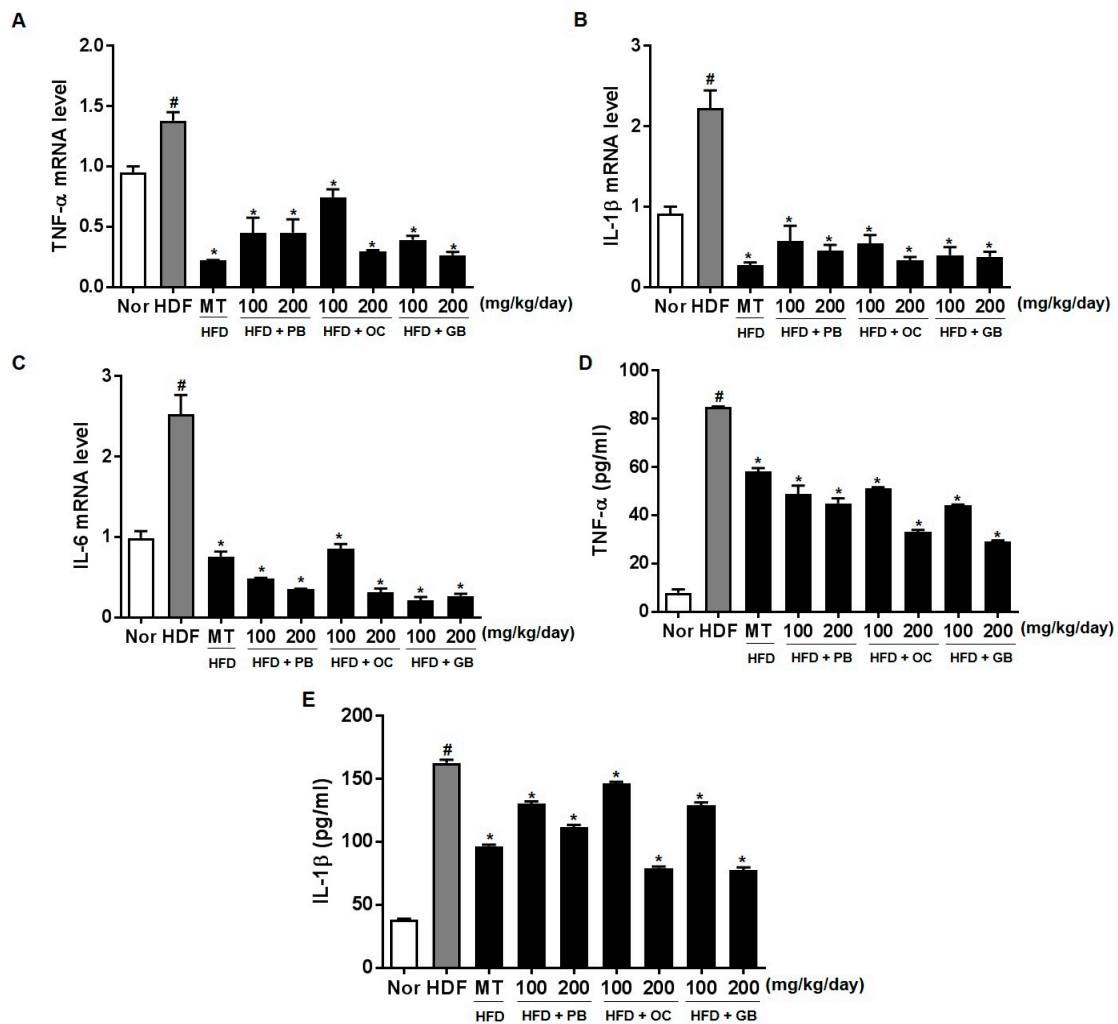 A
TNF-α mRNA level
2.0
1.5
1.0
0.5
0.0
#
* * * * * * *
Nor HDF MT 100 200 100 200 100 200 (mg/kg/day)
HFD HFD + PB HFD + OC HFD + GB
B
IL-1β mRNA level
3
2
1
0
#
* * * * * * *
Nor HDF MT 100 200 100 200 100 200 (mg/kg/day)
HFD HFD + PB HFD + OC HFD + GB
C
IL-6 mRNA level
3
2
1
0
#
* * * * * * *
Nor HDF MT 100 200 100 200 100 200 (mg/kg/day)
HFD HFD + PB HFD + OC HFD + GB
D
TNF-α (pg/ml)
100
80
60
40
20
0
#
* * * * * * *
Nor HDF MT 100 200 100 200 100 200 (mg/kg/day)
HFD HFD + PB HFD + OC HFD + GB
E
IL-1β (pg/ml)
200
150
100
50
0
#
* * * * * * *
Nor HDF MT 100 200 100 200 100 200 (mg/kg/day)
HFD HFD + PB HFD + OC HFD + GB